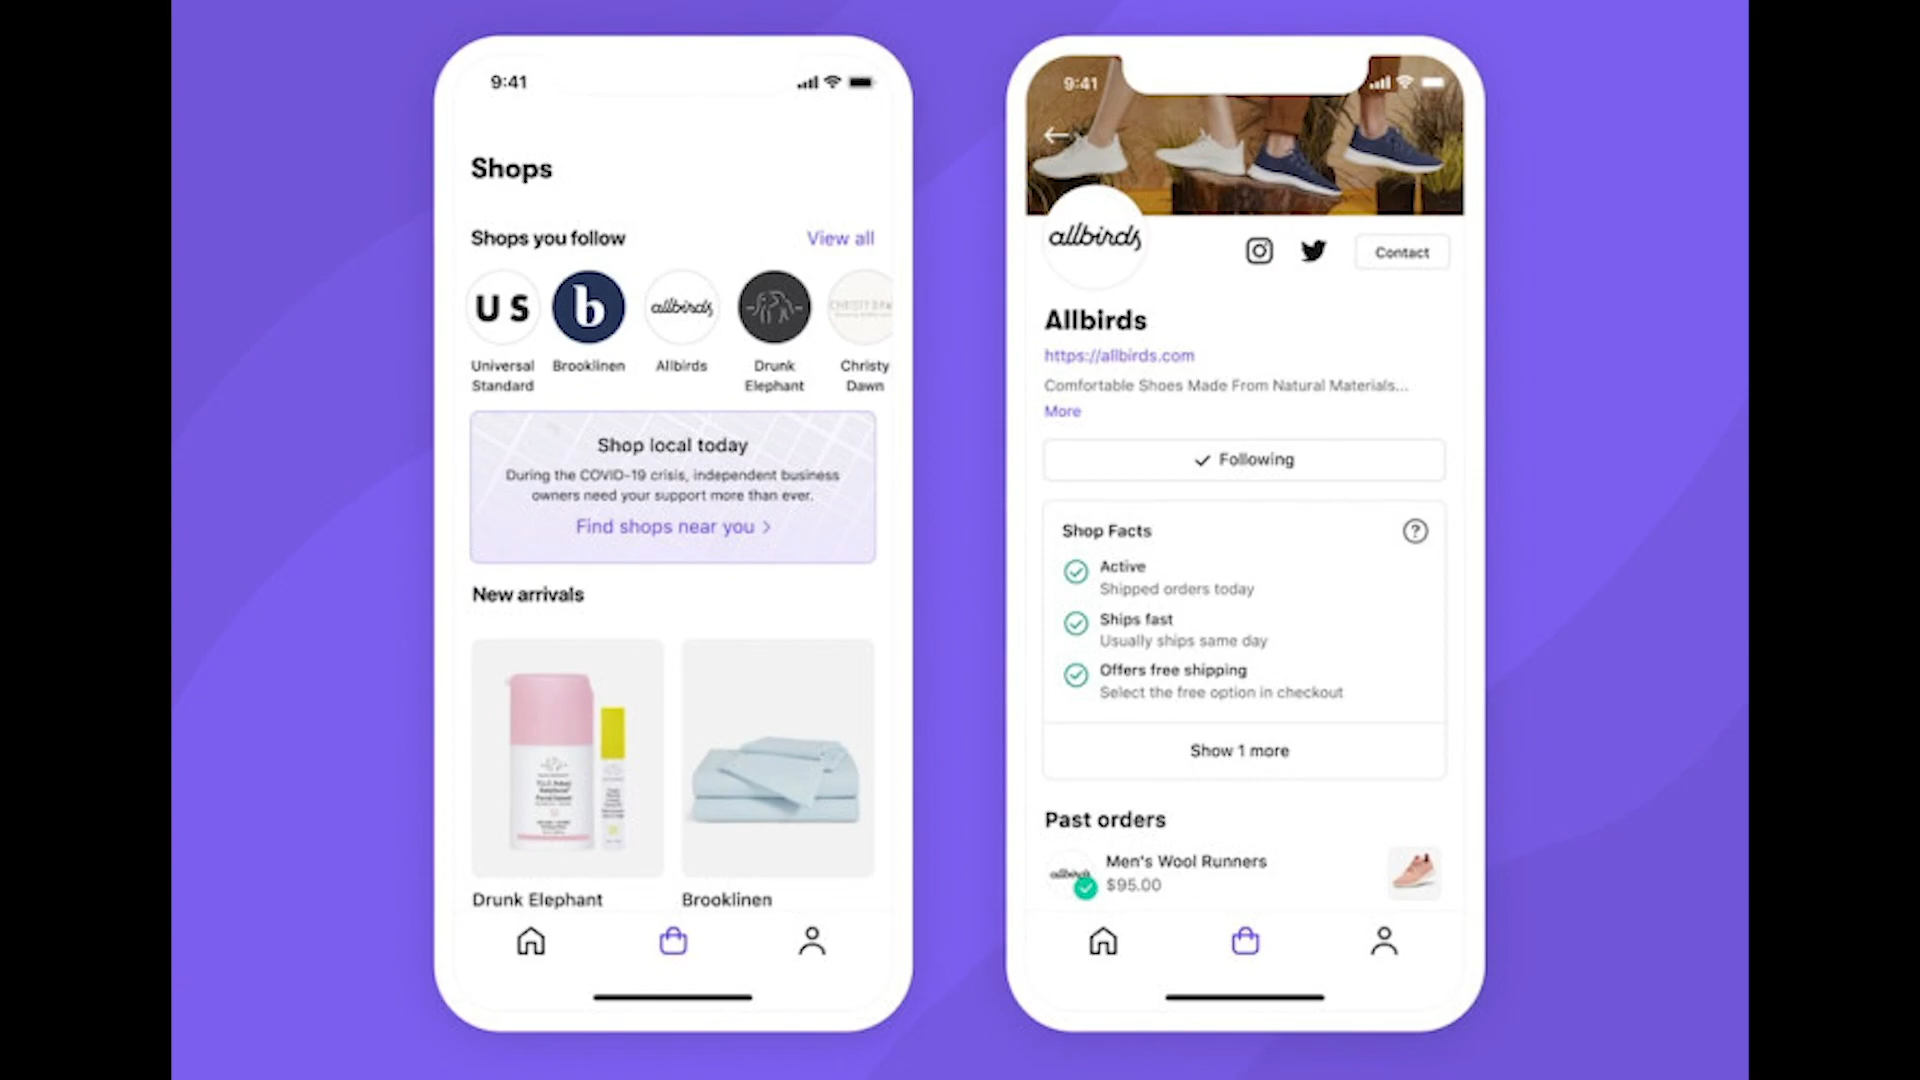 9:41
Shops
Shops you follow
View all
US
b
allbirds
Universal
Standard
Brooklinen
Allbirds
Drunk
Elephant
Christy
Dawn
Shop local today
During the COVID-19 crisis, independent business
owners need your support more than ever.
Find shops near you >
New arrivals
Drunk Elephant
Brooklinen
9:41
allbirds
Contact
Allbirds
https://allbirds.com
Comfortable Shoes Made From Natural Materials...
More
Following
Shop Facts
?
Active
Shipped orders today
Ships fast
Usually ships same day
Offers free shipping
Select the free option in checkout
Show 1 more
Past orders
allbirds
Men's Wool Runners
$95.00